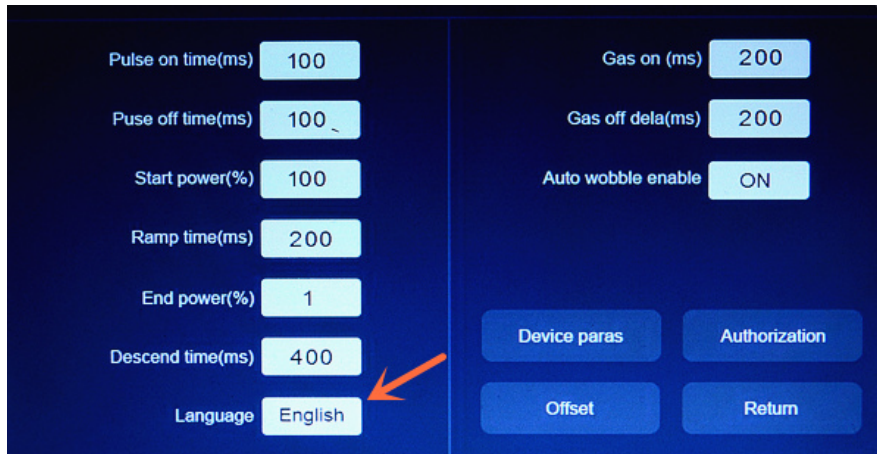 Pulse on time(ms) 100
Puse off time(ms) 100
Start power(%) 100
Ramp time(ms) 200
End power(%) 1
Descend time(ms) 400
Language English
Gas on (ms) 200
Gas off dela(ms) 200
Auto wobble enable ON
Device paras Authorization
Offset Return